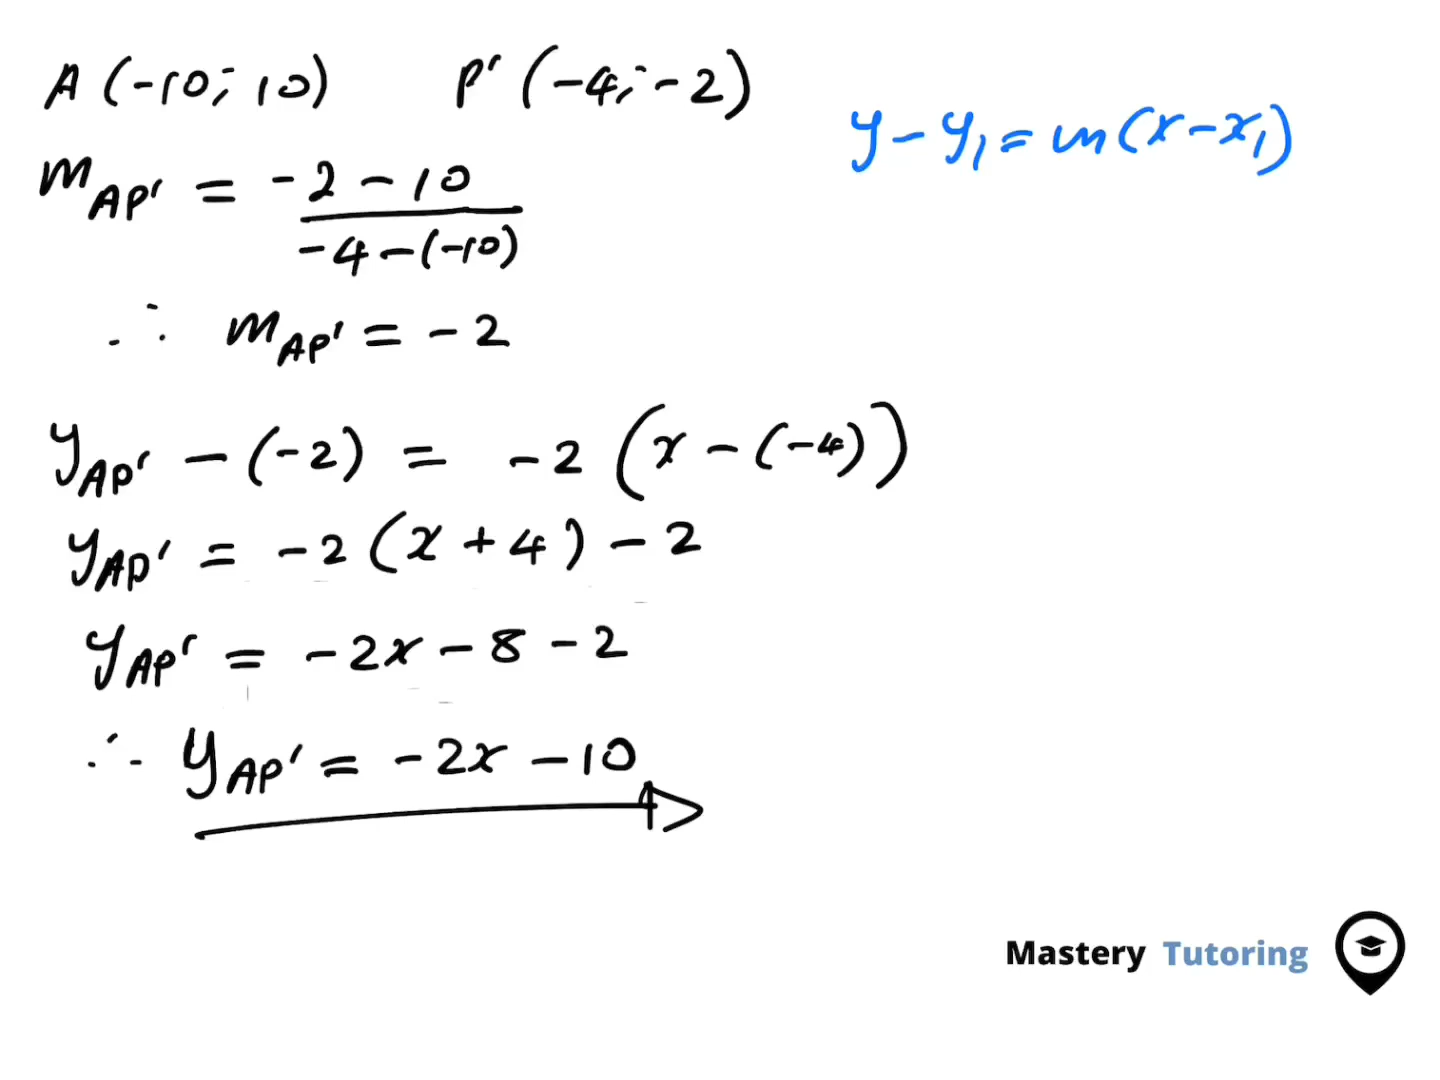 A (-10; 10) P' (-4; -2)
y - y₁ = m(x - x₁)
m_AP' = -2 - 10
-4 - (-10)
∴ m_AP' = -2
y_AP' - (-2) = -2 (x - (-4))
y_AP' = -2 (x + 4) - 2
y_AP' = -2x - 8 - 2
∴ y_AP' = -2x - 10
Mastery Tutoring